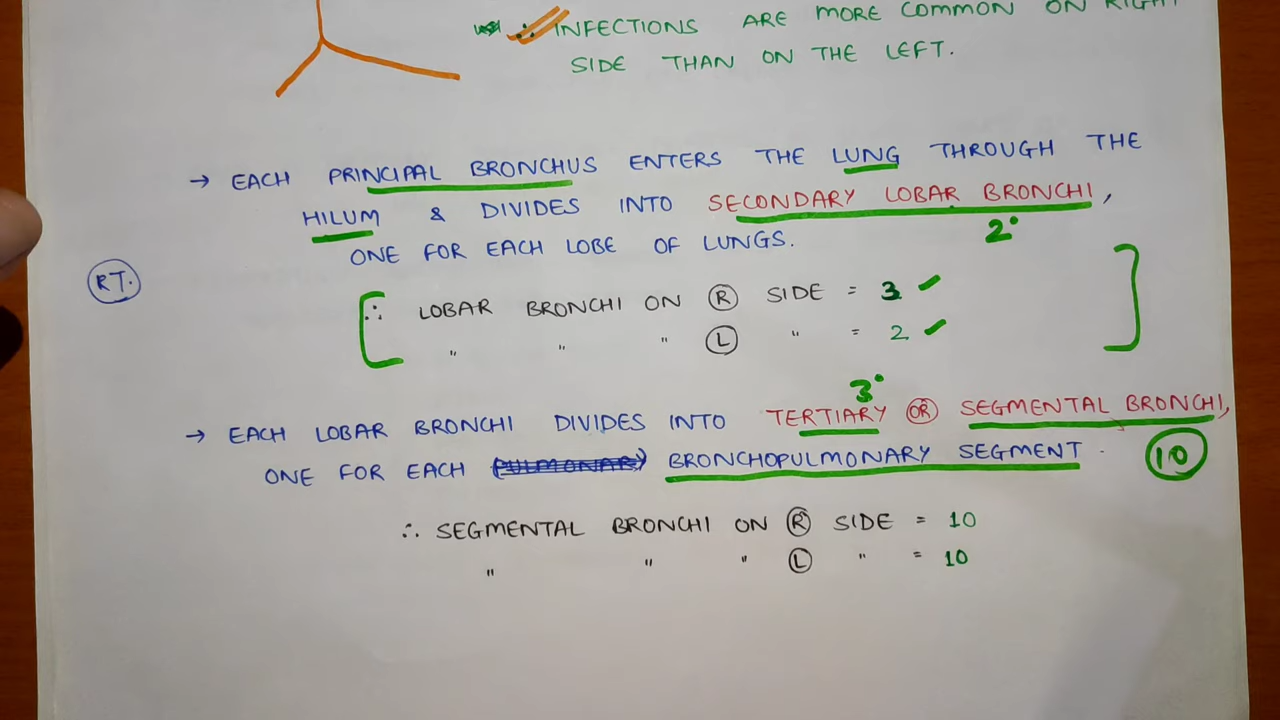 ∴ INFECTIONS ARE MORE COMMON ON RIGHT
SIDE THAN ON THE LEFT.
→ EACH PRINCIPAL BRONCHUS ENTERS THE LUNG THROUGH THE
HILUM & DIVIDES INTO SECONDARY LOBAR BRONCHI,
2°
ONE FOR EACH LOBE OF LUNGS.
RT.
∴ LOBAR BRONCHI ON R SIDE = 3 ✓
" " " L " = 2 ✓
3°
→ EACH LOBAR BRONCHI DIVIDES INTO TERTIARY OR SEGMENTAL BRONCHI,
ONE FOR EACH BRONCHOPULMONARY SEGMENT. 10
∴ SEGMENTAL BRONCHI ON R SIDE = 10
" " " L " = 10